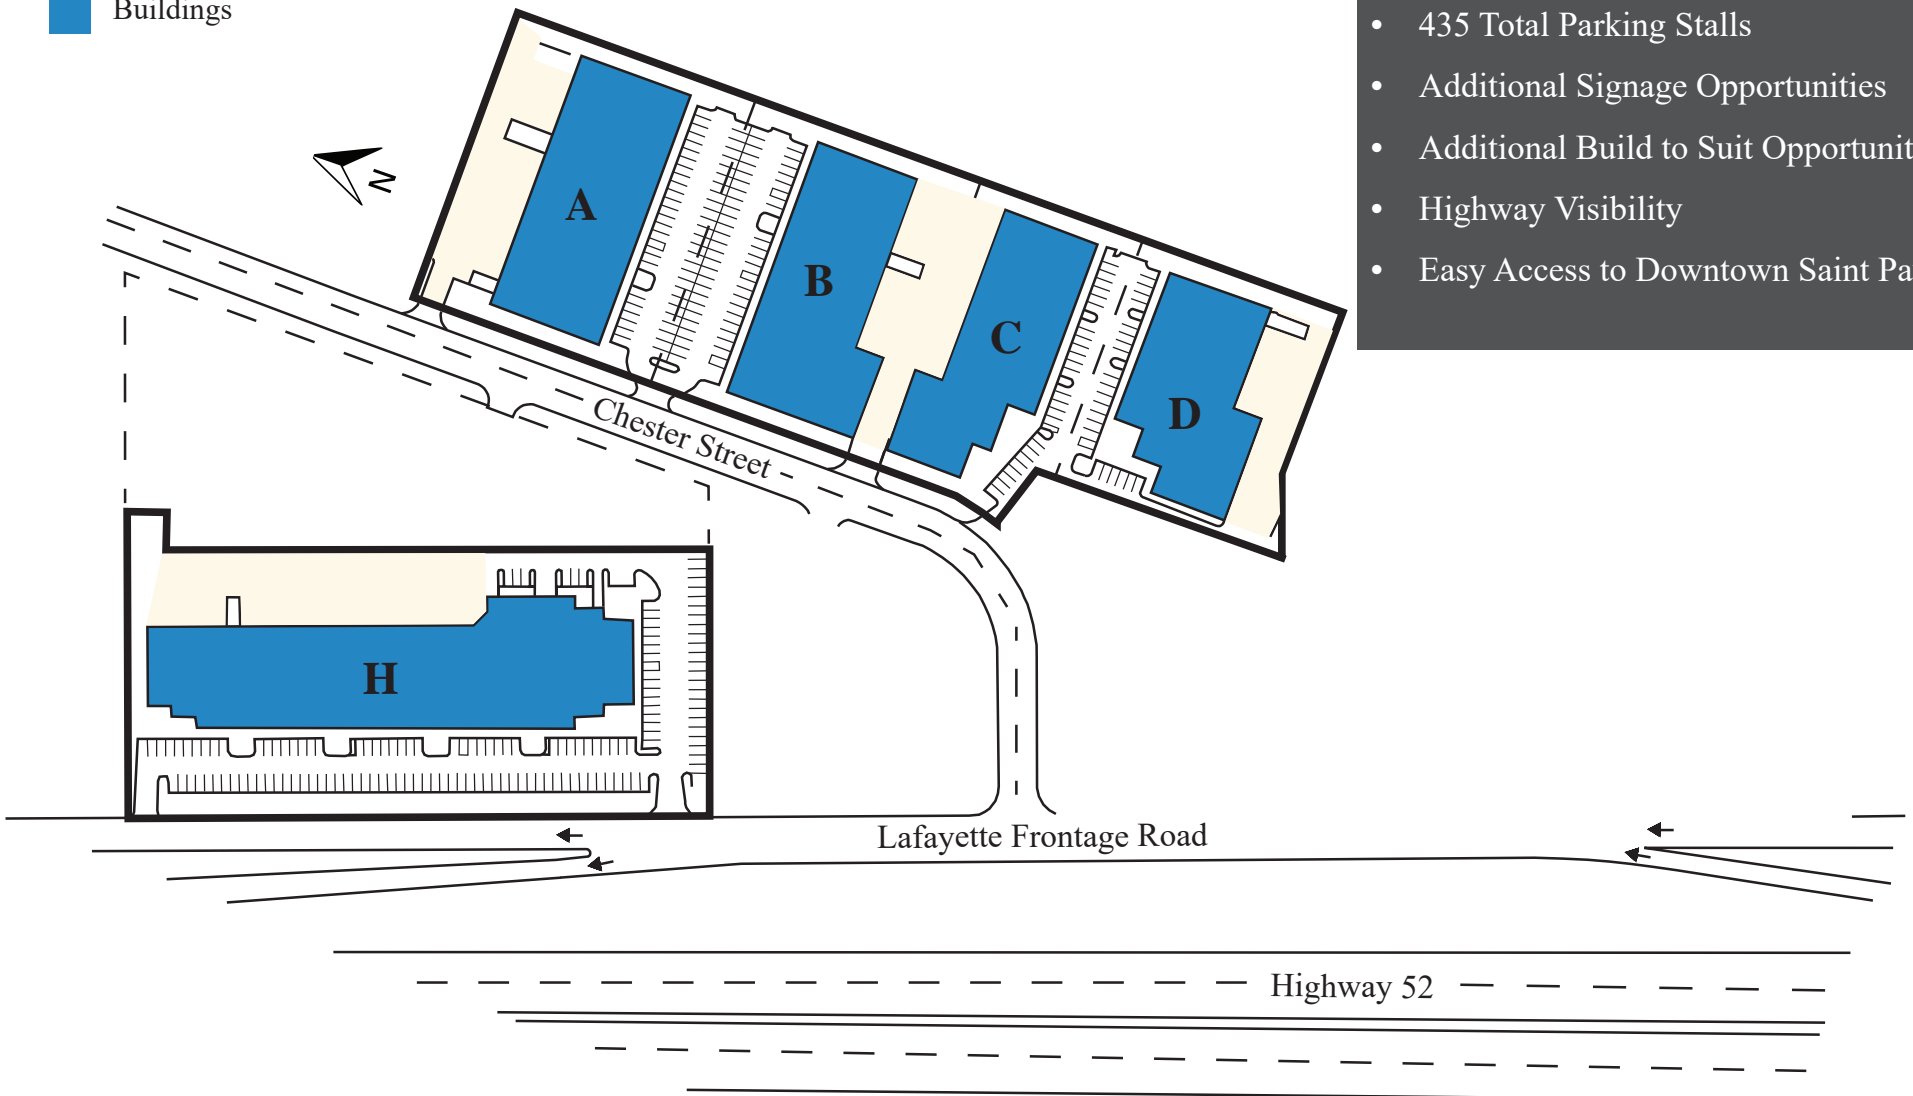 Buildings
• 435 Total Parking Stalls
• Additional Signage Opportunities
• Additional Build to Suit Opportunit
• Highway Visibility
• Easy Access to Downtown Saint Pa
N
A
B
C
D
Chester Street
H
Lafayette Frontage Road
Highway 52